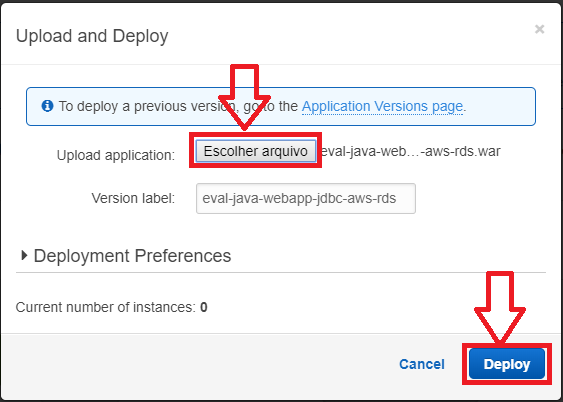 Upload and Deploy
×
To deploy a previous version, go to the Application Versions page.
Upload application: Escolher arquivo eval-java-web…-aws-rds.war
Version label: eval-java-webapp-jdbc-aws-rds
Deployment Preferences
Current number of instances: 0
Cancel Deploy